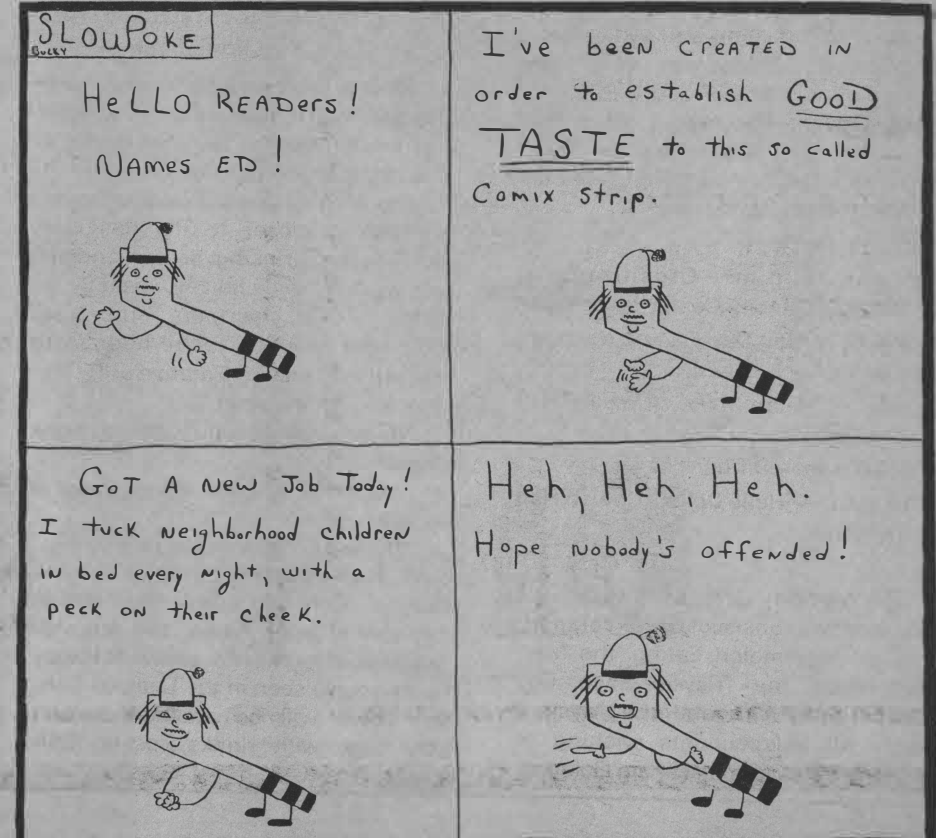 SLOWPOKE
BUCKY
HeLLO READers!
NAmes ED!
I've been CreATED IN
order to establish GOOD
TASTE to this so called
Comix strip.
GOT A New Job Today!
I tuck neighborhood children
IN bed every night, with a
peck on their cheek.
Heh, Heh, Heh.
Hope Nobody's offended!